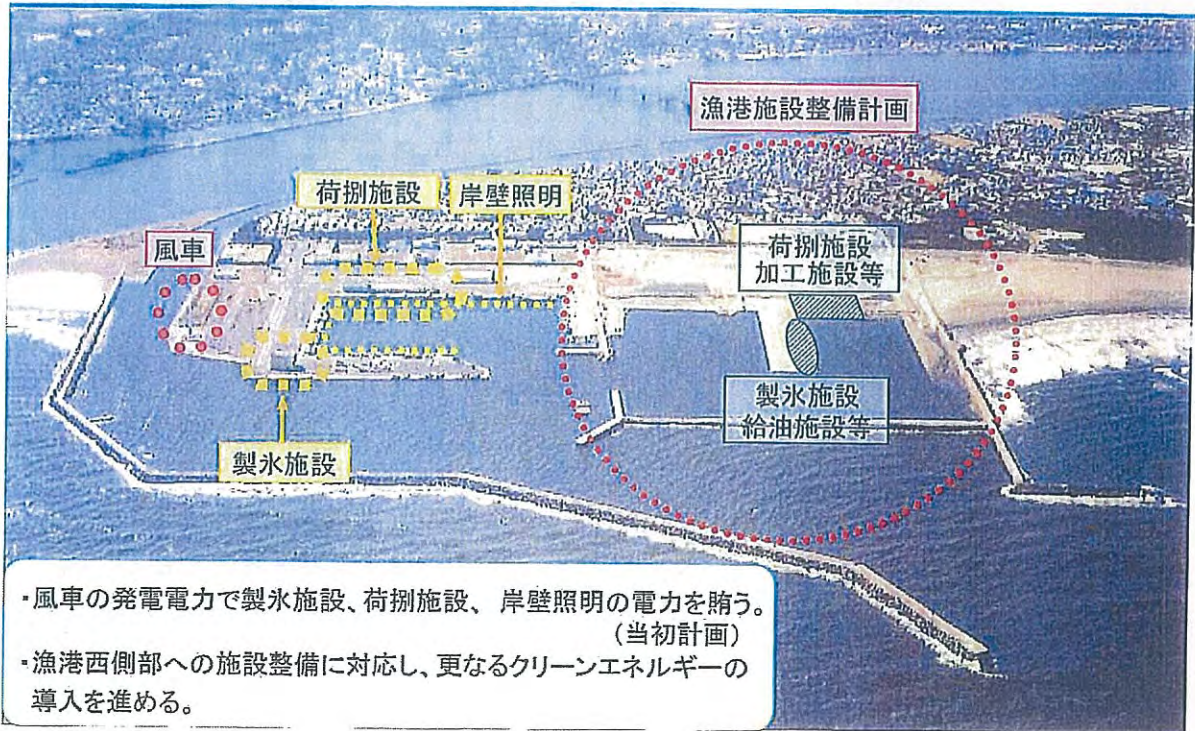 漁港施設整備計画
荷捌施設
岸壁照明
風車
荷捌施設
加工施設等
製氷施設
給油施設等
製氷施設
・風車の発電電力で製氷施設、荷捌施設、岸壁照明の電力を賄う。
(当初計画)
・漁港西側部への施設整備に対応し、更なるクリーンエネルギーの
導入を進める。